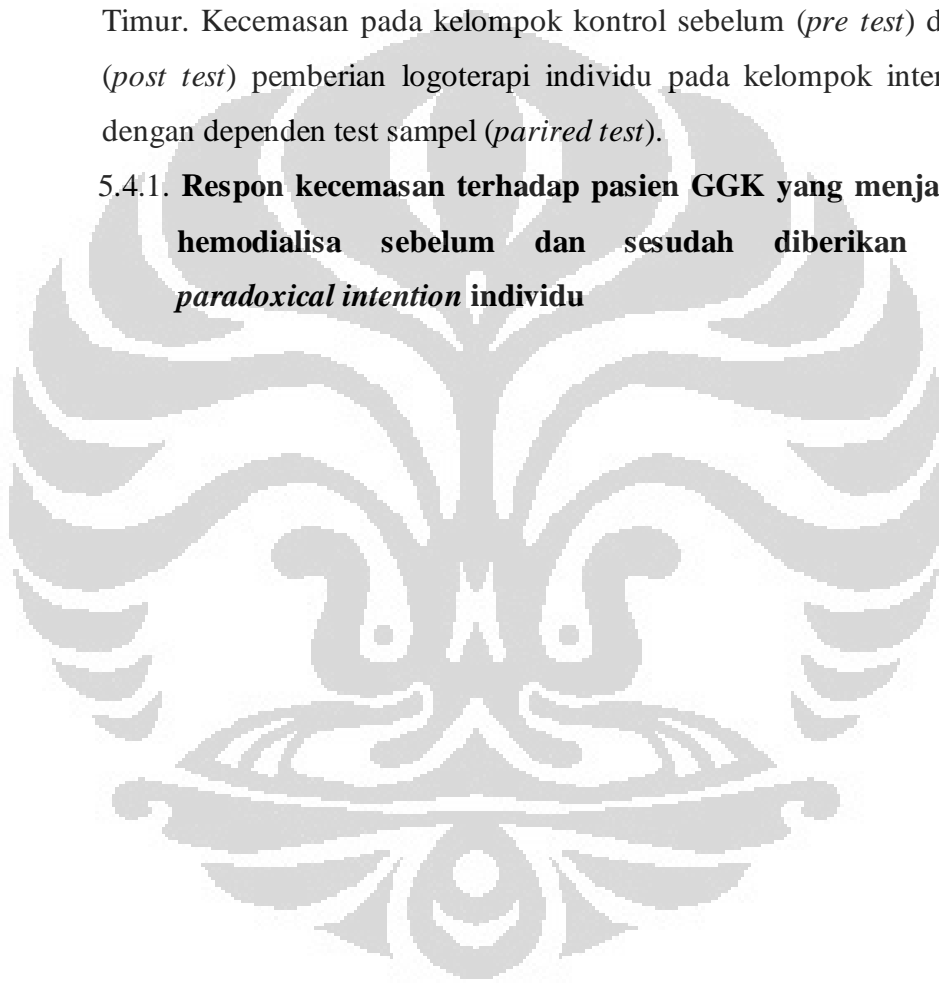 Timur. Kecemasan pada kelompok kontrol sebelum (pre test) d
(post test) pemberian logoterapi individu pada kelompok inter
dengan dependen test sampel (parired test).
5.4.1. Respon kecemasan terhadap pasien GGK yang menja
hemodialisa sebelum dan sesudah diberikan
paradoxical intention individu